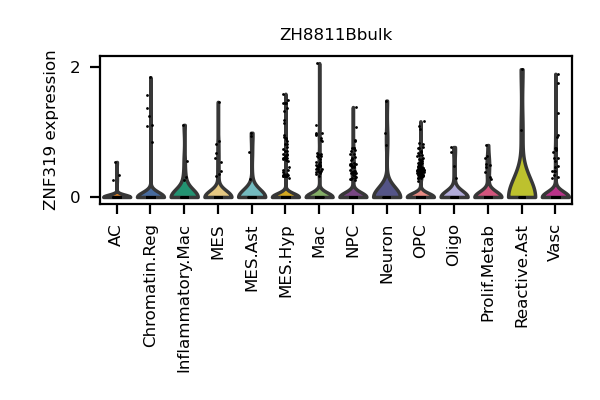 ZH8811Bbulk
ZNF319 expression
2
0
AC
Chromatin.Reg
Inflammatory.Mac
MES
MES.Ast
MES.Hyp
Mac
NPC
Neuron
OPC
Oligo
Prolif.Metab
Reactive.Ast
Vasc